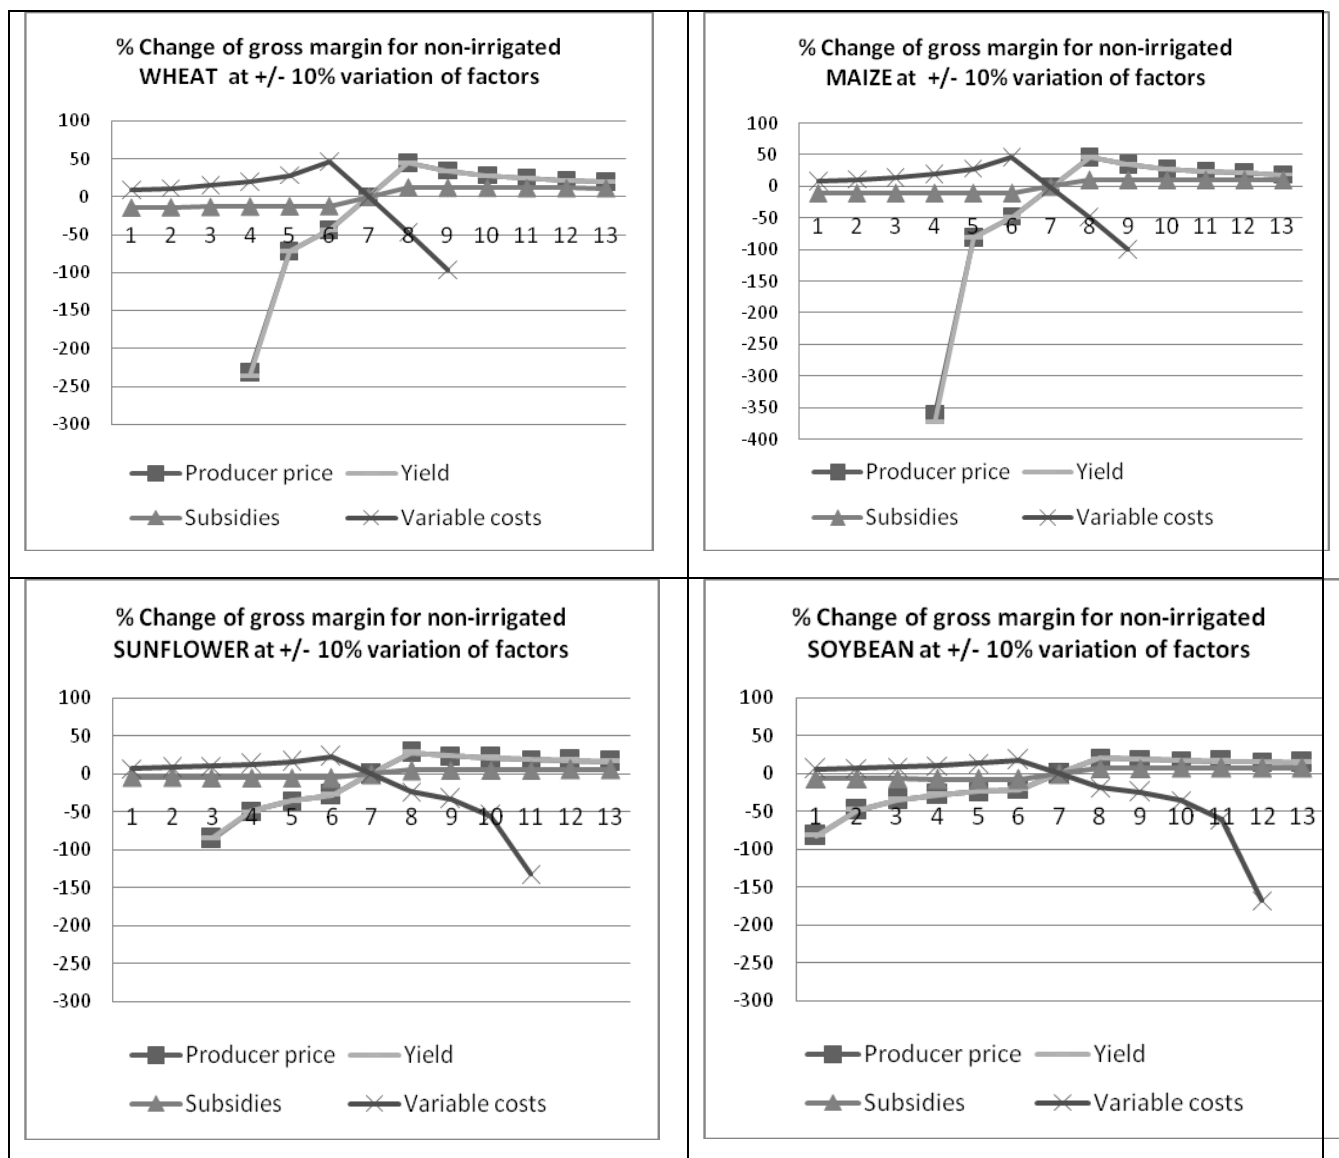 % Change of gross margin for non-irrigated
WHEAT at +/- 10% variation of factors
100
50
0
-50
-100
-150
-200
-250
-300
1 2 3 4 5 6 7 8 9 10 11 12 13
Producer price Yield
Subsidies Variable costs
% Change of gross margin for non-irrigated
MAIZE at +/- 10% variation of factors
100
50
0
-50
-100
-150
-200
-250
-300
-350
-400
1 2 3 4 5 6 7 8 9 10 11 12 13
Producer price Yield
Subsidies Variable costs
% Change of gross margin for non-irrigated
SUNFLOWER at +/- 10% variation of factors
100
50
0
-50
-100
-150
-200
-250
-300
1 2 3 4 5 6 7 8 9 10 11 12 13
Producer price Yield
Subsidies Variable costs
% Change of gross margin for non-irrigated
SOYBEAN at +/- 10% variation of factors
100
50
0
-50
-100
-150
-200
-250
-300
1 2 3 4 5 6 7 8 9 10 11 12 13
Producer price Yield
Subsidies Variable costs